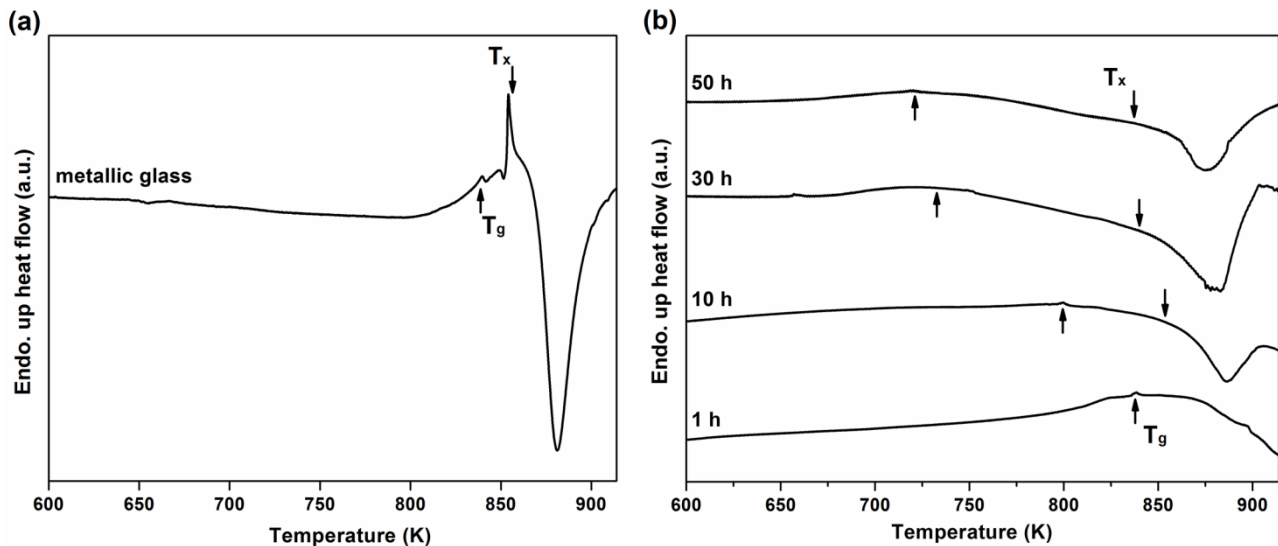 (a)
Endo. up heat flow (a.u.)
metallic glass
Tx
Tg
600 650 700 750 800 850 900
Temperature (K)
(b)
Endo. up heat flow (a.u.)
50 h
Tx
30 h
10 h
1 h
Tg
600 650 700 750 800 850 900
Temperature (K)